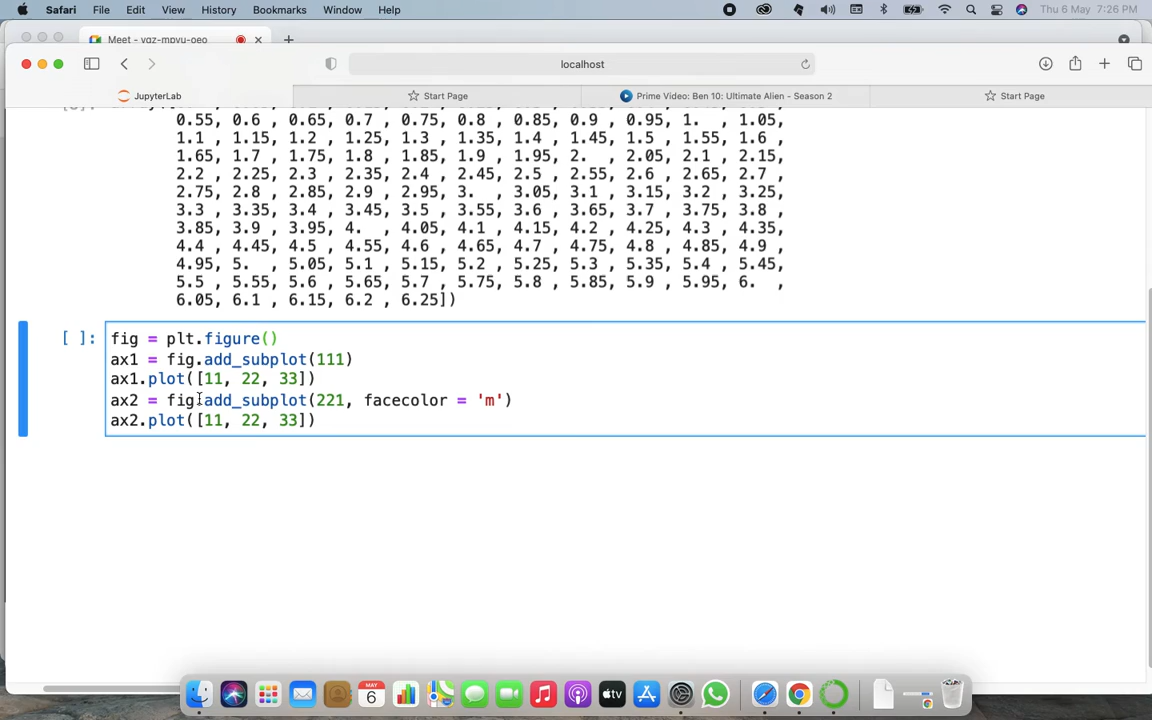 Safari File Edit View History Bookmarks Window Help Thu 6 May 7:26 PM
Meet - vgz-mpyu-oeo
localhost
JupyterLab Start Page Prime Video: Ben 10: Ultimate Alien - Season 2 Start Page
0.55, 0.6 , 0.65, 0.7 , 0.75, 0.8 , 0.85, 0.9 , 0.95, 1. , 1.05,
1.1 , 1.15, 1.2 , 1.25, 1.3 , 1.35, 1.4 , 1.45, 1.5 , 1.55, 1.6 ,
1.65, 1.7 , 1.75, 1.8 , 1.85, 1.9 , 1.95, 2. , 2.05, 2.1 , 2.15,
2.2 , 2.25, 2.3 , 2.35, 2.4 , 2.45, 2.5 , 2.55, 2.6 , 2.65, 2.7 ,
2.75, 2.8 , 2.85, 2.9 , 2.95, 3. , 3.05, 3.1 , 3.15, 3.2 , 3.25,
3.3 , 3.35, 3.4 , 3.45, 3.5 , 3.55, 3.6 , 3.65, 3.7 , 3.75, 3.8 ,
3.85, 3.9 , 3.95, 4. , 4.05, 4.1 , 4.15, 4.2 , 4.25, 4.3 , 4.35,
4.4 , 4.45, 4.5 , 4.55, 4.6 , 4.65, 4.7 , 4.75, 4.8 , 4.85, 4.9 ,
4.95, 5. , 5.05, 5.1 , 5.15, 5.2 , 5.25, 5.3 , 5.35, 5.4 , 5.45,
5.5 , 5.55, 5.6 , 5.65, 5.7 , 5.75, 5.8 , 5.85, 5.9 , 5.95, 6. ,
6.05, 6.1 , 6.15, 6.2 , 6.25])
[ ]: fig = plt.figure()
ax1 = fig.add_subplot(111)
ax1.plot([11, 22, 33])
ax2 = fig.add_subplot(221, facecolor = 'm')
ax2.plot([11, 22, 33])
MAY
6
tv